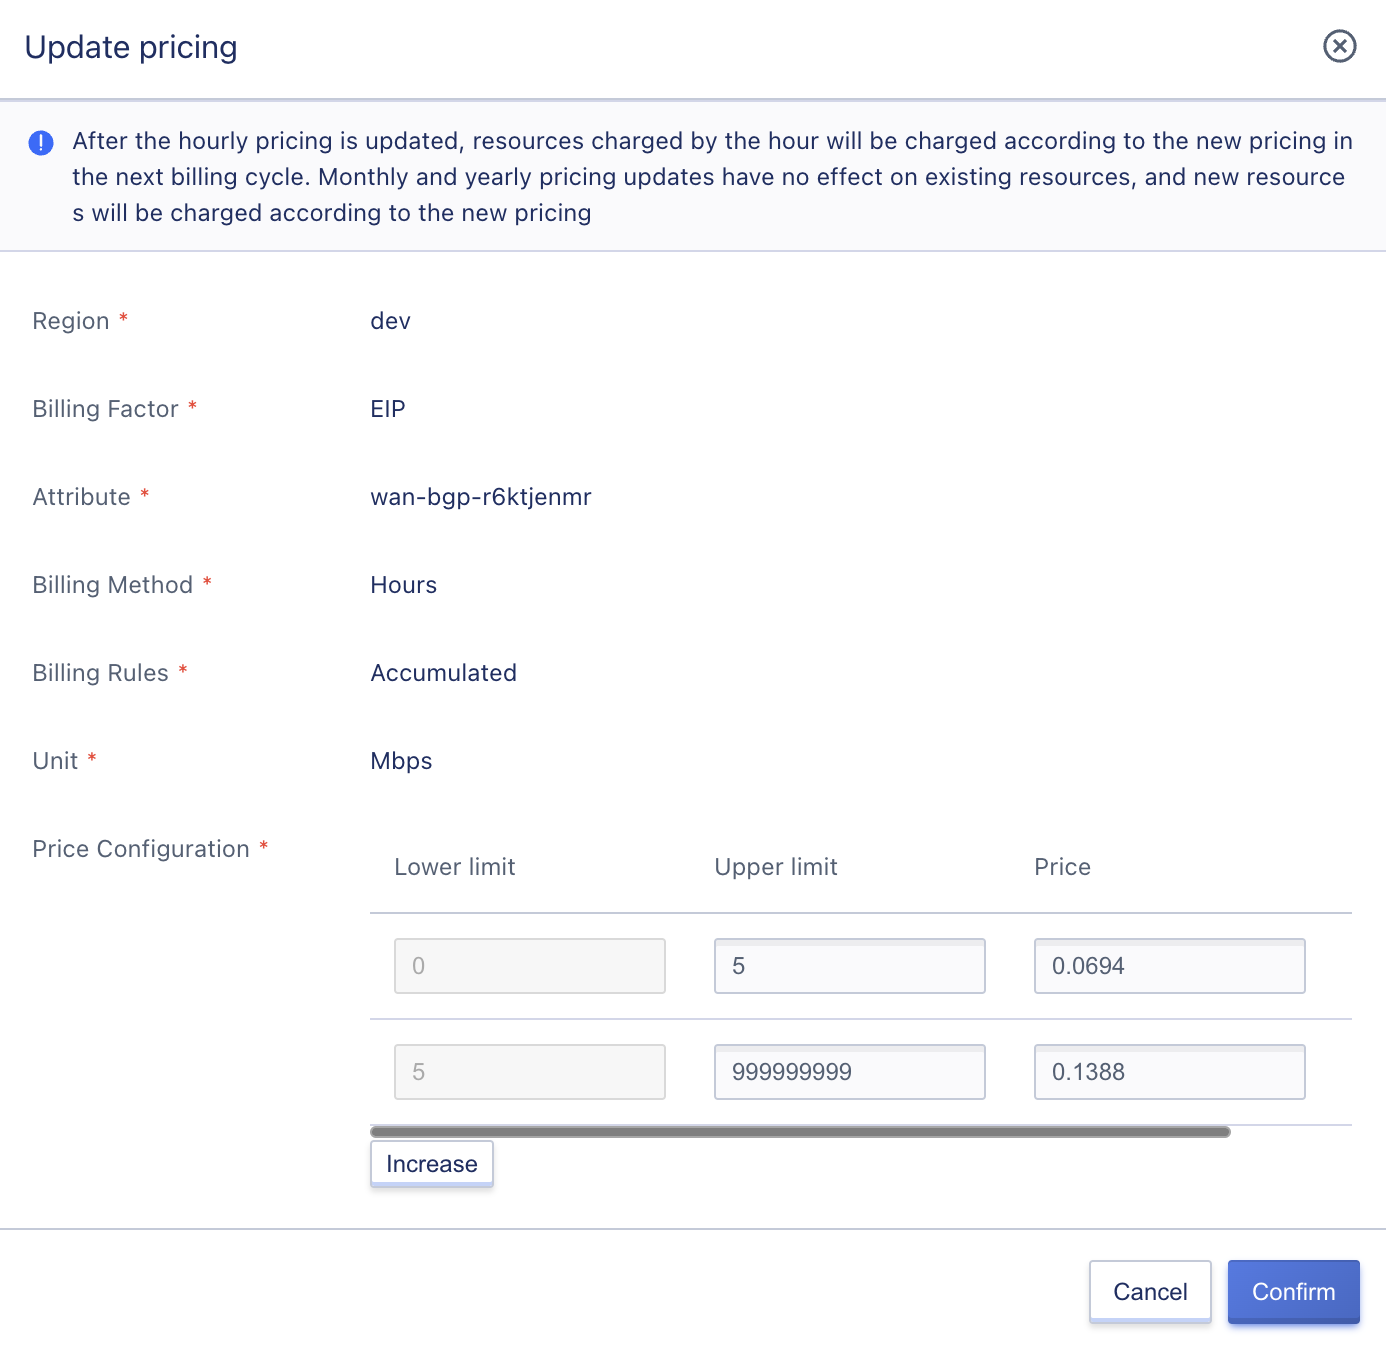 Update pricing
After the hourly pricing is updated, resources charged by the hour will be charged according to the new pricing in
the next billing cycle. Monthly and yearly pricing updates have no effect on existing resources, and new resource
s will be charged according to the new pricing
Region * dev
Billing Factor * EIP
Attribute * wan-bgp-r6ktjenmr
Billing Method * Hours
Billing Rules * Accumulated
Unit * Mbps
Price Configuration *
Lower limit Upper limit Price
0 5 0.0694
5 999999999 0.1388
Increase
Cancel Confirm